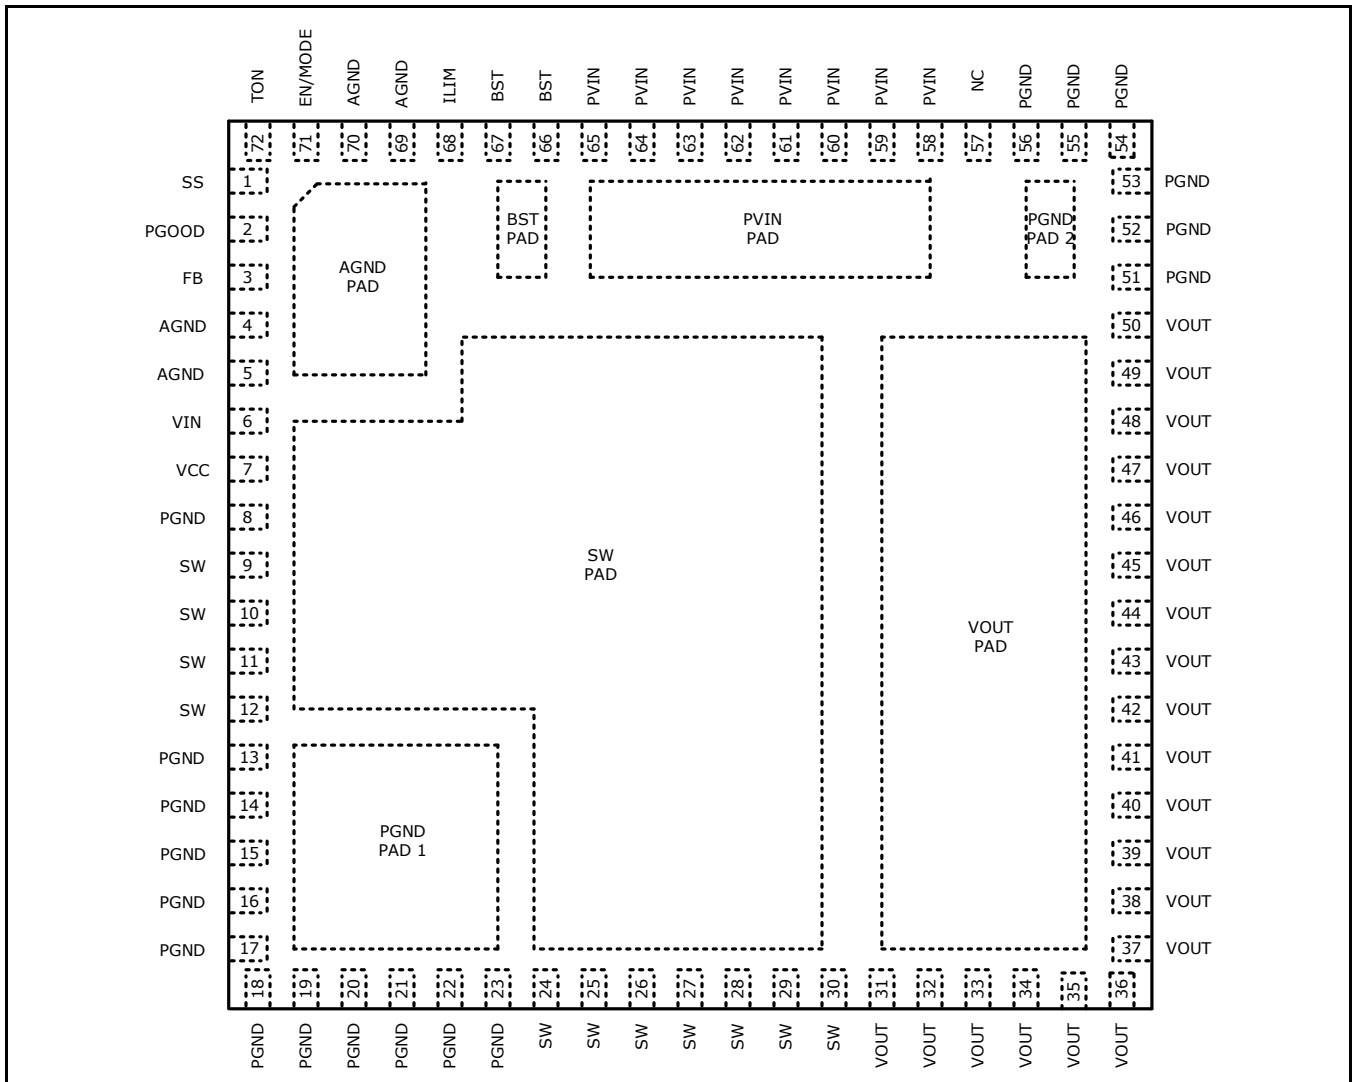 TON
EN/MODE
AGND
AGND
ILIM
BST
BST
PVIN
PVIN
PVIN
PVIN
PVIN
PVIN
PVIN
PVIN
NC
PGND
PGND
PGND
72
71
70
69
68
67
66
65
64
63
62
61
60
59
58
57
56
55
54
SS 1
PGOOD 2
FB 3
AGND 4
AGND 5
VIN 6
VCC 7
PGND 8
SW 9
SW 10
SW 11
SW 12
PGND 13
PGND 14
PGND 15
PGND 16
PGND 17
AGND
PAD
BST
PAD
PVIN
PAD
PGND
PAD 2
SW
PAD
VOUT
PAD
PGND
PAD 1
53 PGND
52 PGND
51 PGND
50 VOUT
49 VOUT
48 VOUT
47 VOUT
46 VOUT
45 VOUT
44 VOUT
43 VOUT
42 VOUT
41 VOUT
40 VOUT
39 VOUT
38 VOUT
37 VOUT
18
19
20
21
22
23
24
25
26
27
28
29
30
31
32
33
34
35
36
PGND
PGND
PGND
PGND
PGND
PGND
SW
SW
SW
SW
SW
SW
SW
VOUT
VOUT
VOUT
VOUT
VOUT
VOUT